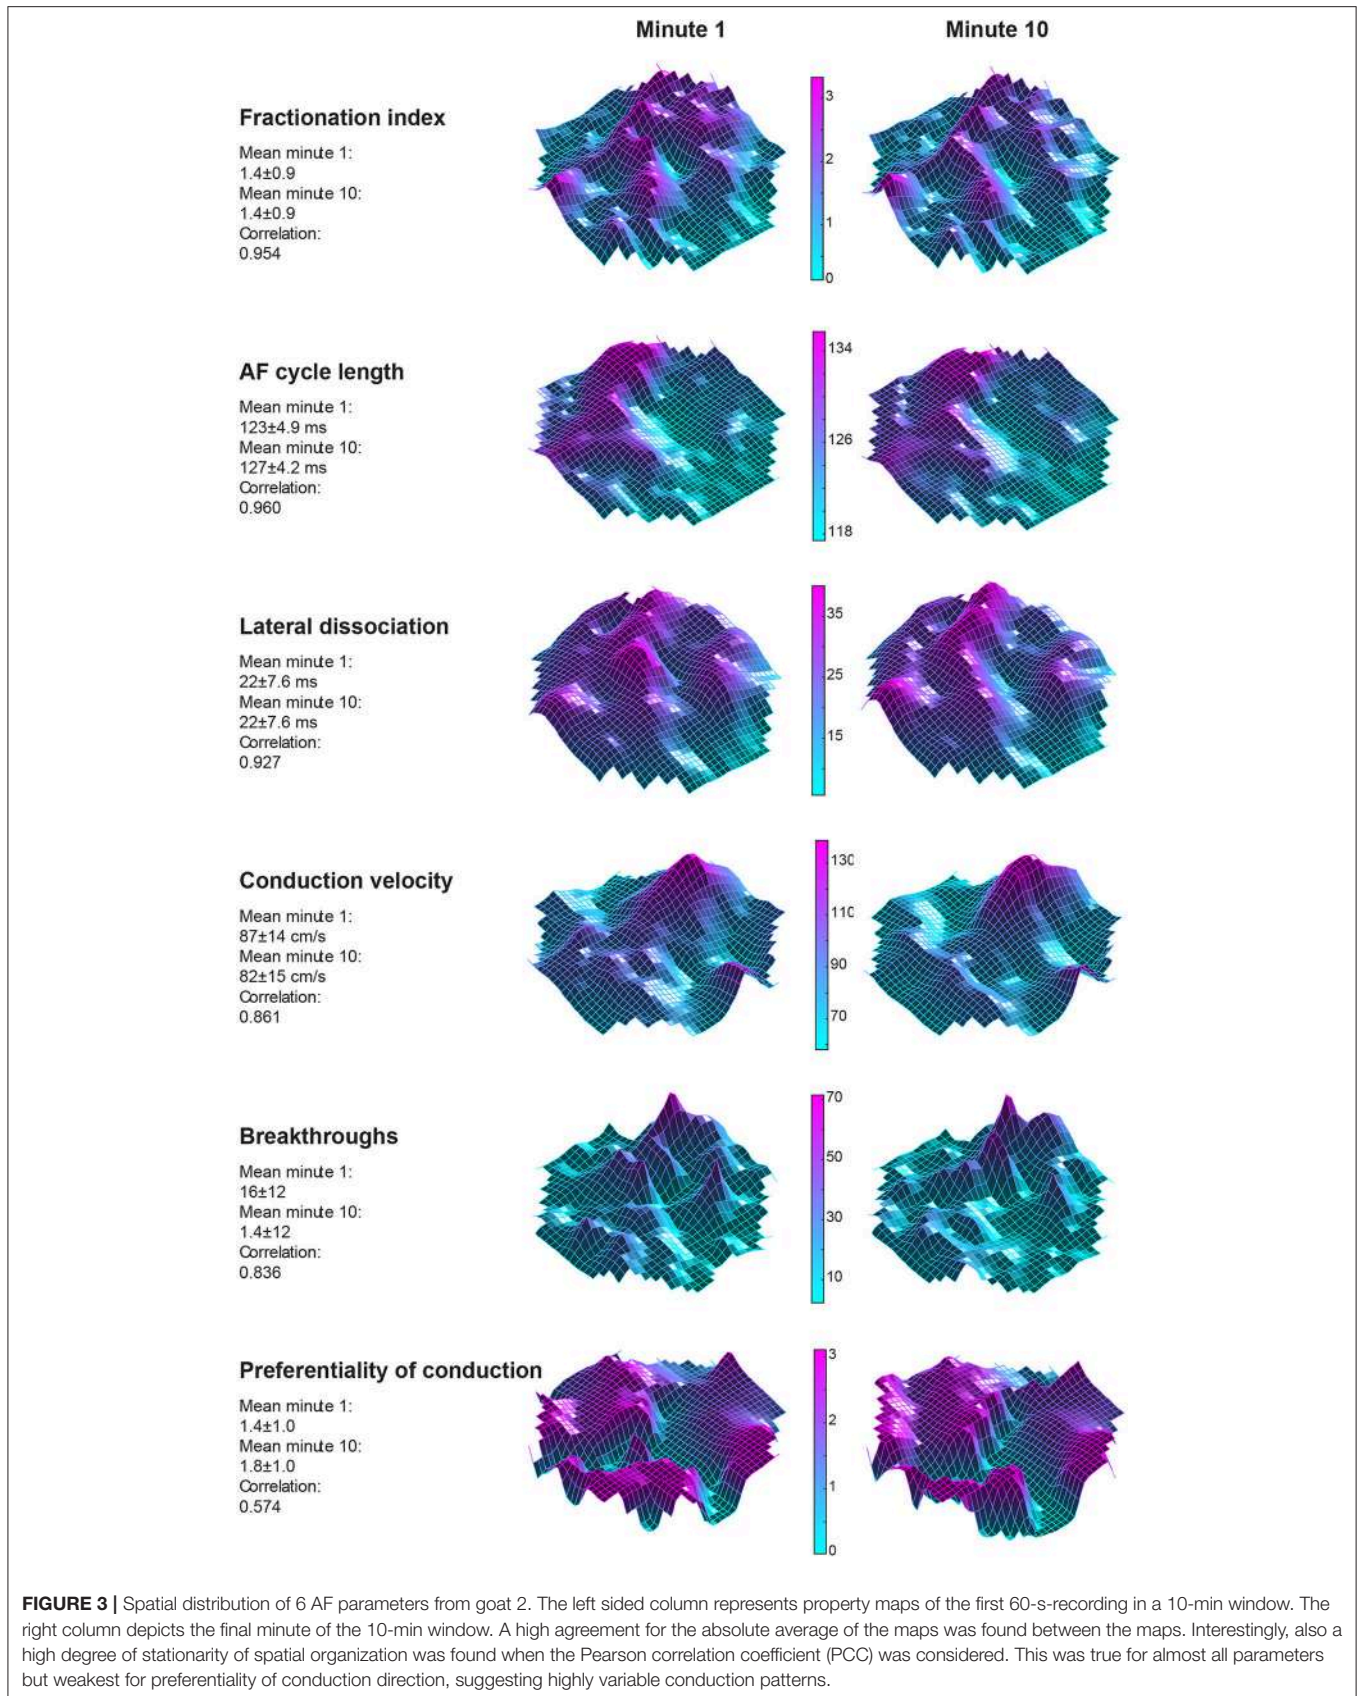 Minute 1
Minute 10
Fractionation index
Mean minute 1:
1.4±0.9
Mean minute 10:
1.4±0.9
Correlation:
0.954
3
2
1
0
AF cycle length
Mean minute 1:
123±4.9 ms
Mean minute 10:
127±4.2 ms
Correlation:
0.960
134
126
118
Lateral dissociation
Mean minute 1:
22±7.6 ms
Mean minute 10:
22±7.6 ms
Correlation:
0.927
35
25
15
Conduction velocity
Mean minute 1:
87±14 cm/s
Mean minute 10:
82±15 cm/s
Correlation:
0.861
130
110
90
70
Breakthroughs
Mean minute 1:
16±12
Mean minute 10:
1.4±12
Correlation:
0.836
70
50
30
10
Preferentiality of conduction
Mean minute 1:
1.4±1.0
Mean minute 10:
1.8±1.0
Correlation:
0.574
3
2
1
0
FIGURE 3 | Spatial distribution of 6 AF parameters from goat 2. The left sided column represents property maps of the first 60-s-recording in a 10-min window. The
right column depicts the final minute of the 10-min window. A high agreement for the absolute average of the maps was found between the maps. Interestingly, also a
high degree of stationarity of spatial organization was found when the Pearson correlation coefficient (PCC) was considered. This was true for almost all parameters
but weakest for preferentiality of conduction direction, suggesting highly variable conduction patterns.